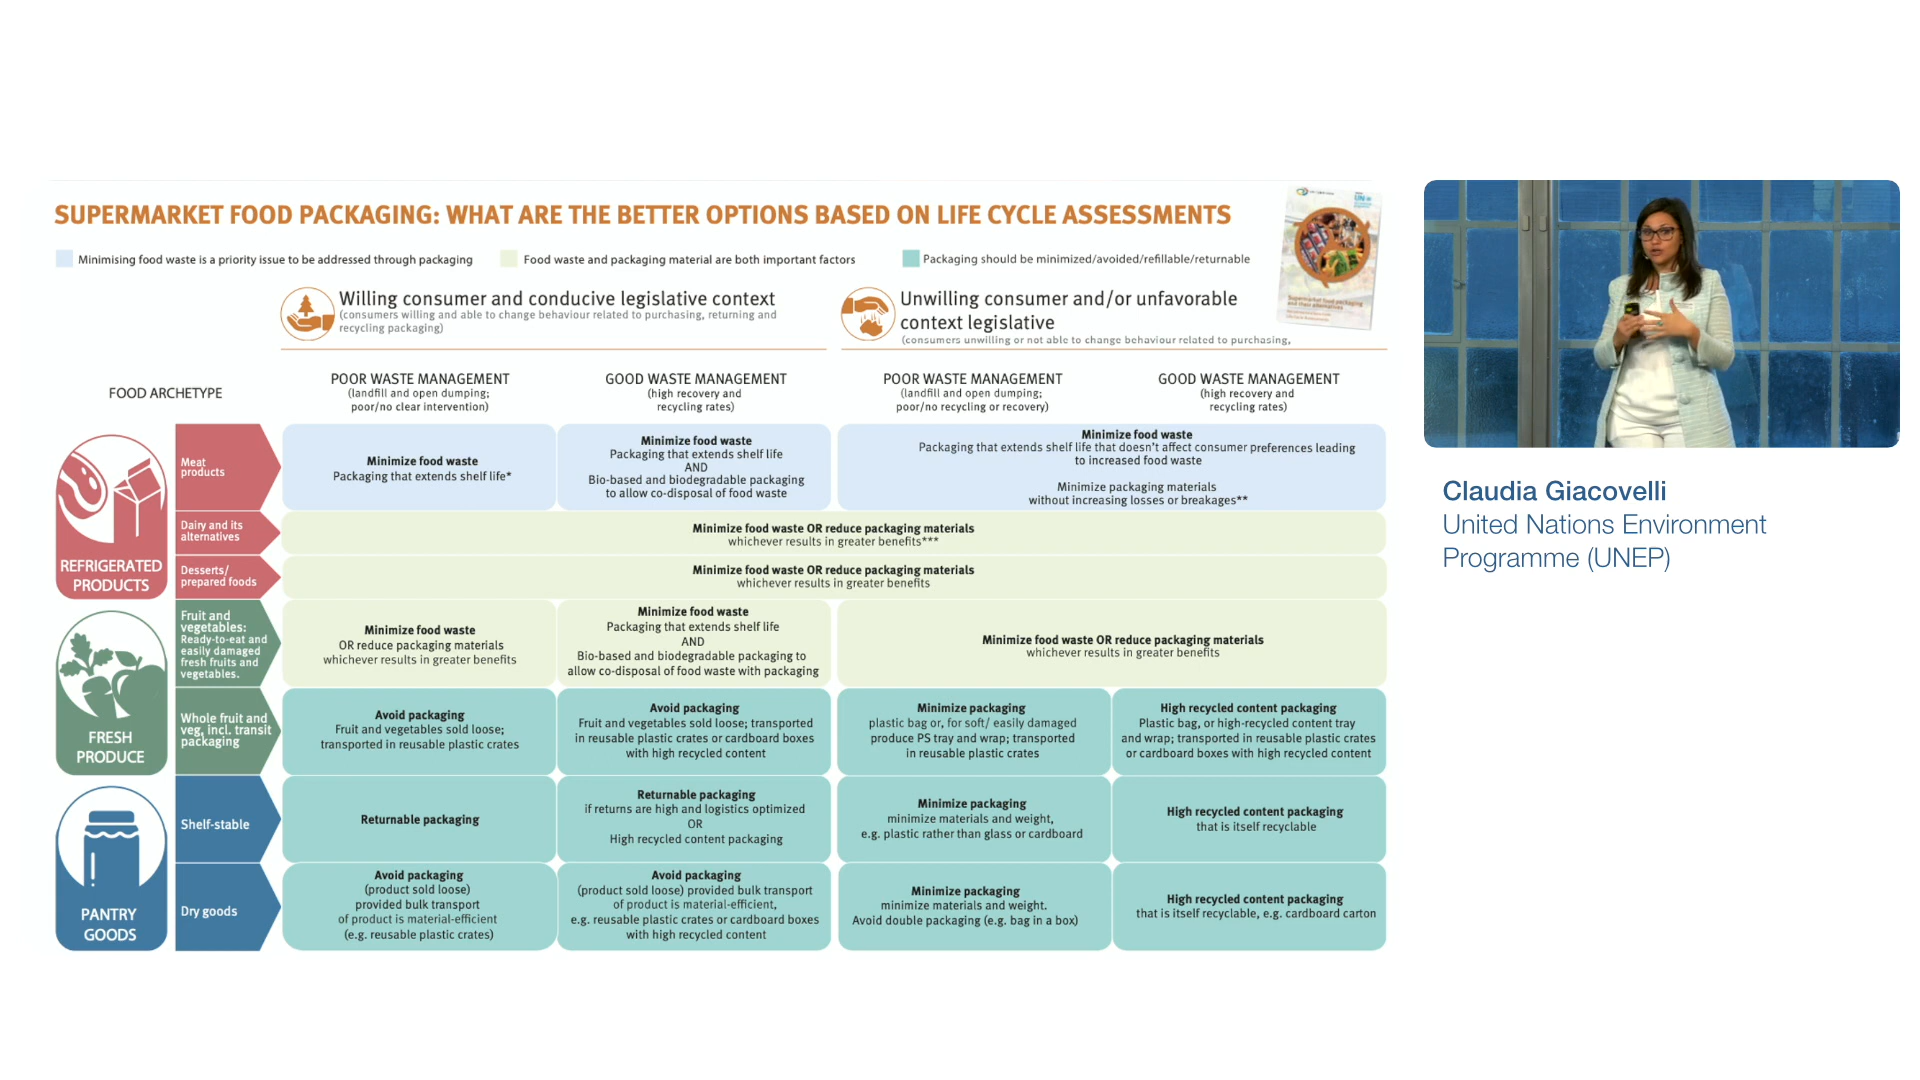 SUPERMARKET FOOD PACKAGING: WHAT ARE THE BETTER OPTIONS BASED ON LIFE CYCLE ASSESSMENTS
Minimising food waste is a priority issue to be addressed through packaging
Food waste and packaging material are both important factors
Packaging should be minimized/avoided/refillable/returnable
Supermarket food packaging
and their alternatives
Willing consumer and conducive legislative context
(consumers willing and able to change behaviour related to purchasing, returning and
recycling packaging)
Unwilling consumer and/or unfavorable
context legislative
(consumers unwilling or not able to change behaviour related to purchasing,
FOOD ARCHETYPE
POOR WASTE MANAGEMENT
(landfill and open dumping;
poor/no clear intervention)
GOOD WASTE MANAGEMENT
(high recovery and
recycling rates)
POOR WASTE MANAGEMENT
(landfill and open dumping;
poor/no recycling or recovery)
GOOD WASTE MANAGEMENT
(high recovery and
recycling rates)
REFRIGERATED
PRODUCTS
Meat
products
Minimize food waste
Packaging that extends shelf life*
Minimize food waste
Packaging that extends shelf life
AND
Bio-based and biodegradable packaging
to allow co-disposal of food waste
Minimize food waste
Packaging that extends shelf life that doesn't affect consumer preferences leading
to increased food waste
Minimize packaging materials
without increasing losses or breakages**
Dairy and its
alternatives
Minimize food waste OR reduce packaging materials
whichever results in greater benefits***
Desserts/
prepared foods
Minimize food waste OR reduce packaging materials
whichever results in greater benefits
FRESH
PRODUCE
Fruit and
vegetables:
Ready-to-eat and
easily damaged
fresh fruits and
vegetables.
Minimize food waste
OR reduce packaging materials
whichever results in greater benefits
Minimize food waste
Packaging that extends shelf life
AND
Bio-based and biodegradable packaging to
allow co-disposal of food waste with packaging
Minimize food waste OR reduce packaging materials
whichever results in greater benefits
Whole fruit and
veg, incl. transit
packaging
Avoid packaging
Fruit and vegetables sold loose;
transported in reusable plastic crates
Avoid packaging
Fruit and vegetables sold loose; transported
in reusable plastic crates or cardboard boxes
with high recycled content
Minimize packaging
plastic bag or, for soft/ easily damaged
produce PS tray and wrap; transported
in reusable plastic crates
High recycled content packaging
Plastic bag, or high-recycled content tray
and wrap; transported in reusable plastic crates
or cardboard boxes with high recycled content
PANTRY
GOODS
Shelf-stable
Returnable packaging
Returnable packaging
if returns are high and logistics optimized
OR
High recycled content packaging
Minimize packaging
minimize materials and weight,
e.g. plastic rather than glass or cardboard
High recycled content packaging
that is itself recyclable
Dry goods
Avoid packaging
(product sold loose)
provided bulk transport
of product is material-efficient
(e.g. reusable plastic crates)
Avoid packaging
(product sold loose) provided bulk transport
of product is material-efficient,
e.g. reusable plastic crates or cardboard boxes
with high recycled content
Minimize packaging
minimize materials and weight.
Avoid double packaging (e.g. bag in a box)
High recycled content packaging
that is itself recyclable, e.g. cardboard carton
Claudia Giacovelli
United Nations Environment
Programme (UNEP)